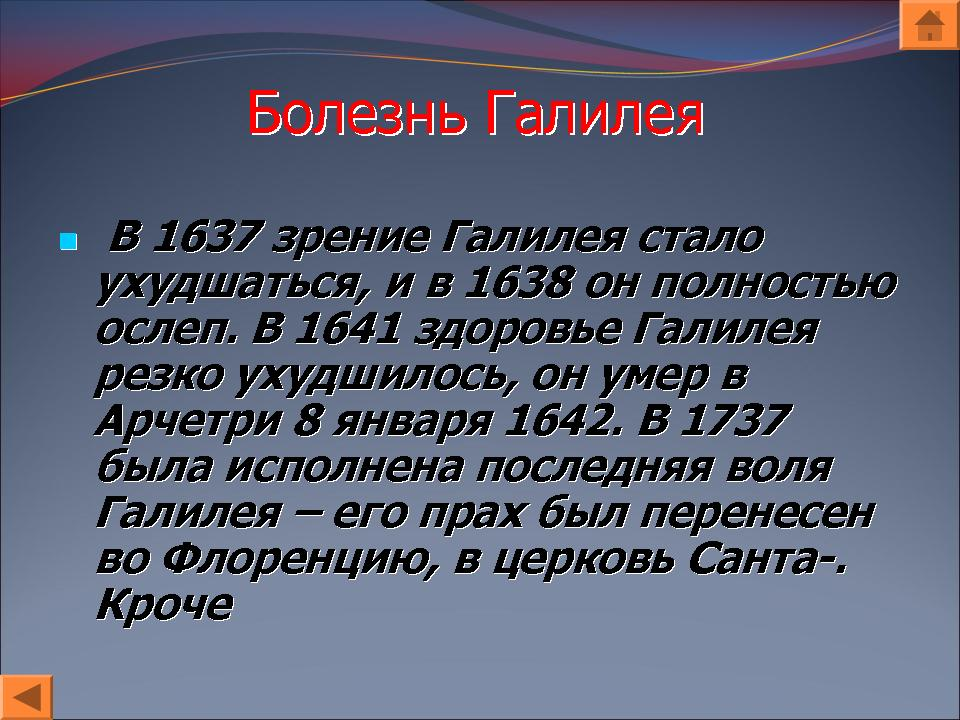 Болезнь Галилея
В 1637 зрение Галилея стало
ухудшаться, и в 1638 он полностью
ослеп. В 1641 здоровье Галилея
резко ухудшилось, он умер в
Арчетри 8 января 1642. В 1737
была исполнена последняя воля
Галилея – его прах был перенесен
во Флоренцию, в церковь Санта-.
Кроче